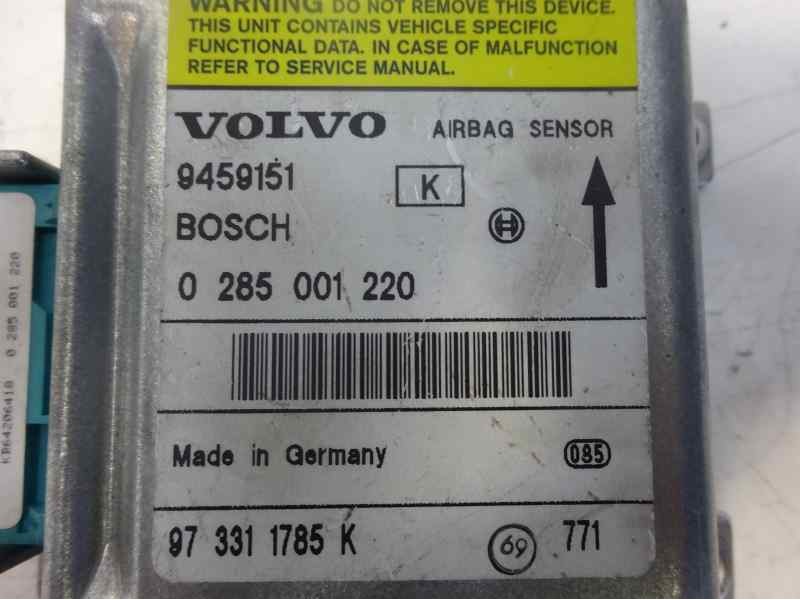 WARNING DO NOT REMOVE THIS DEVICE.
THIS UNIT CONTAINS VEHICLE SPECIFIC
FUNCTIONAL DATA. IN CASE OF MALFUNCTION
REFER TO SERVICE MANUAL.
VOLVO AIRBAG SENSOR
9459151 K
BOSCH
0 285 001 220
Made in Germany 085
97 331 1785 K 69 771
KR64206418 0 285 001 220